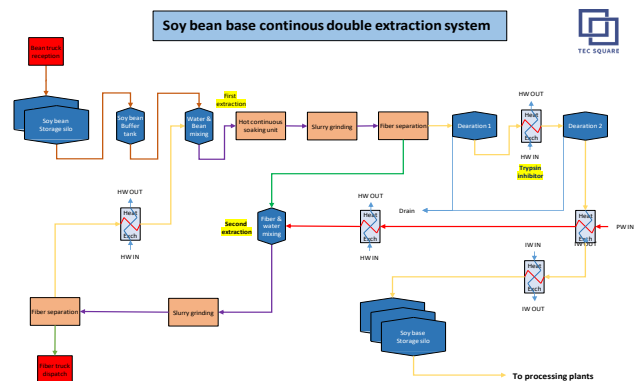 Soy bean base continous double extraction system
TEC SQUARE
Bean truck
reception
Soy bean
Storage silo
Soy bean
Buffer
tank
Water &
Bean
mixing
First
extraction
Hot continuous
soaking unit
Slurry grinding
Fiber separation
Dearation 1
HW OUT
Heat
Exch
HW IN
Trypsin
inhibitor
Dearation 2
HW OUT
Heat
Exch
HW IN
Second
extraction
Fiber &
water
mixing
Drain
HW OUT
Heat
Exch
HW IN
Heat
Exch
PW IN
IW OUT
IW IN
Heat
Exch
IW OUT
Fiber separation
Slurry grinding
Soy base
Storage silo
Fiber truck
dispatch
To processing plants